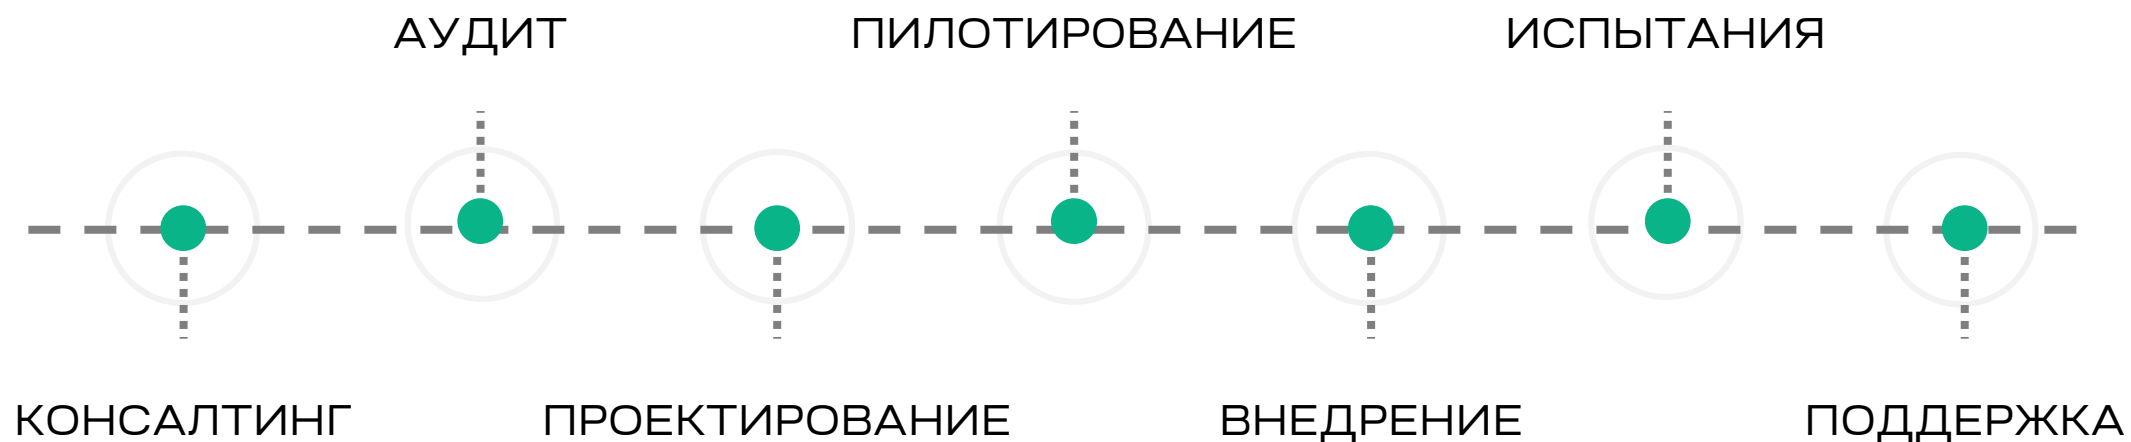 АУДИТ
ПИЛОТИРОВАНИЕ
ИСПЫТАНИЯ
КОНСАЛТИНГ
ПРОЕКТИРОВАНИЕ
ВНЕДРЕНИЕ
ПОДДЕРЖКА